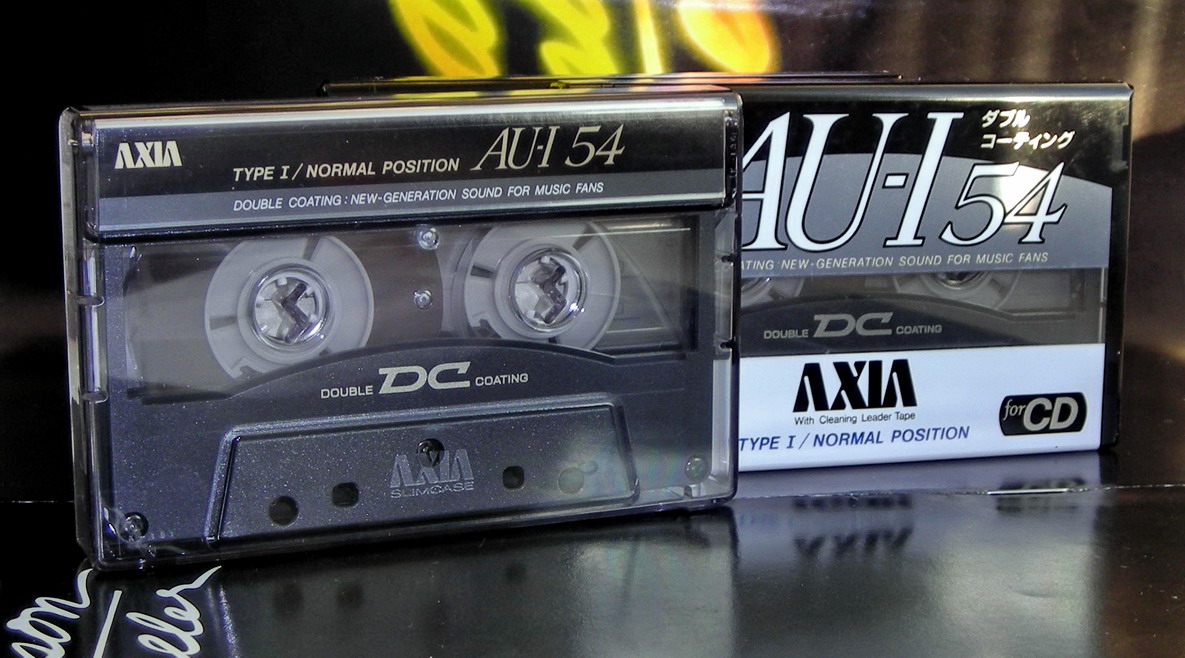 AXIA
TYPE I / NORMAL POSITION AU-I 54
DOUBLE COATING : NEW-GENERATION SOUND FOR MUSIC FANS
DOUBLE DC COATING
AXIA
SLIMCASE
AU-I 54
ダブル
コーティング
ATING : NEW-GENERATION SOUND FOR MUSIC FANS
DOUBLE DC COATING
AXIA
With Cleaning Leader Tape
for CD
TYPE I / NORMAL POSITION